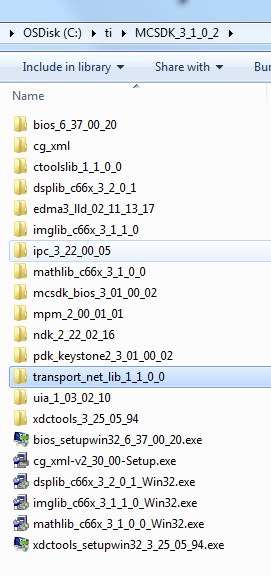 OSDisk (C:) ti MCSDK_3_1_0_2
Include in library Share with Bur
Name
bios_6_37_00_20
cg_xml
ctoolslib_1_1_0_0
dsplib_c66x_3_2_0_1
edma3_lld_02_11_13_17
imglib_c66x_3_1_1_0
ipc_3_22_00_05
mathlib_c66x_3_1_0_0
mcsdk_bios_3_01_00_02
mpm_2_00_01_01
ndk_2_22_02_16
pdk_keystone2_3_01_00_02
transport_net_lib_1_1_0_0
uia_1_03_02_10
xdctools_3_25_05_94
bios_setupwin32_6_37_00_20.exe
cg_xml-v2_30_00-Setup.exe
dsplib_c66x_3_2_0_1_Win32.exe
imglib_c66x_3_1_1_0_Win32.exe
mathlib_c66x_3_1_0_0_Win32.exe
xdctools_setupwin32_3_25_05_94.exe